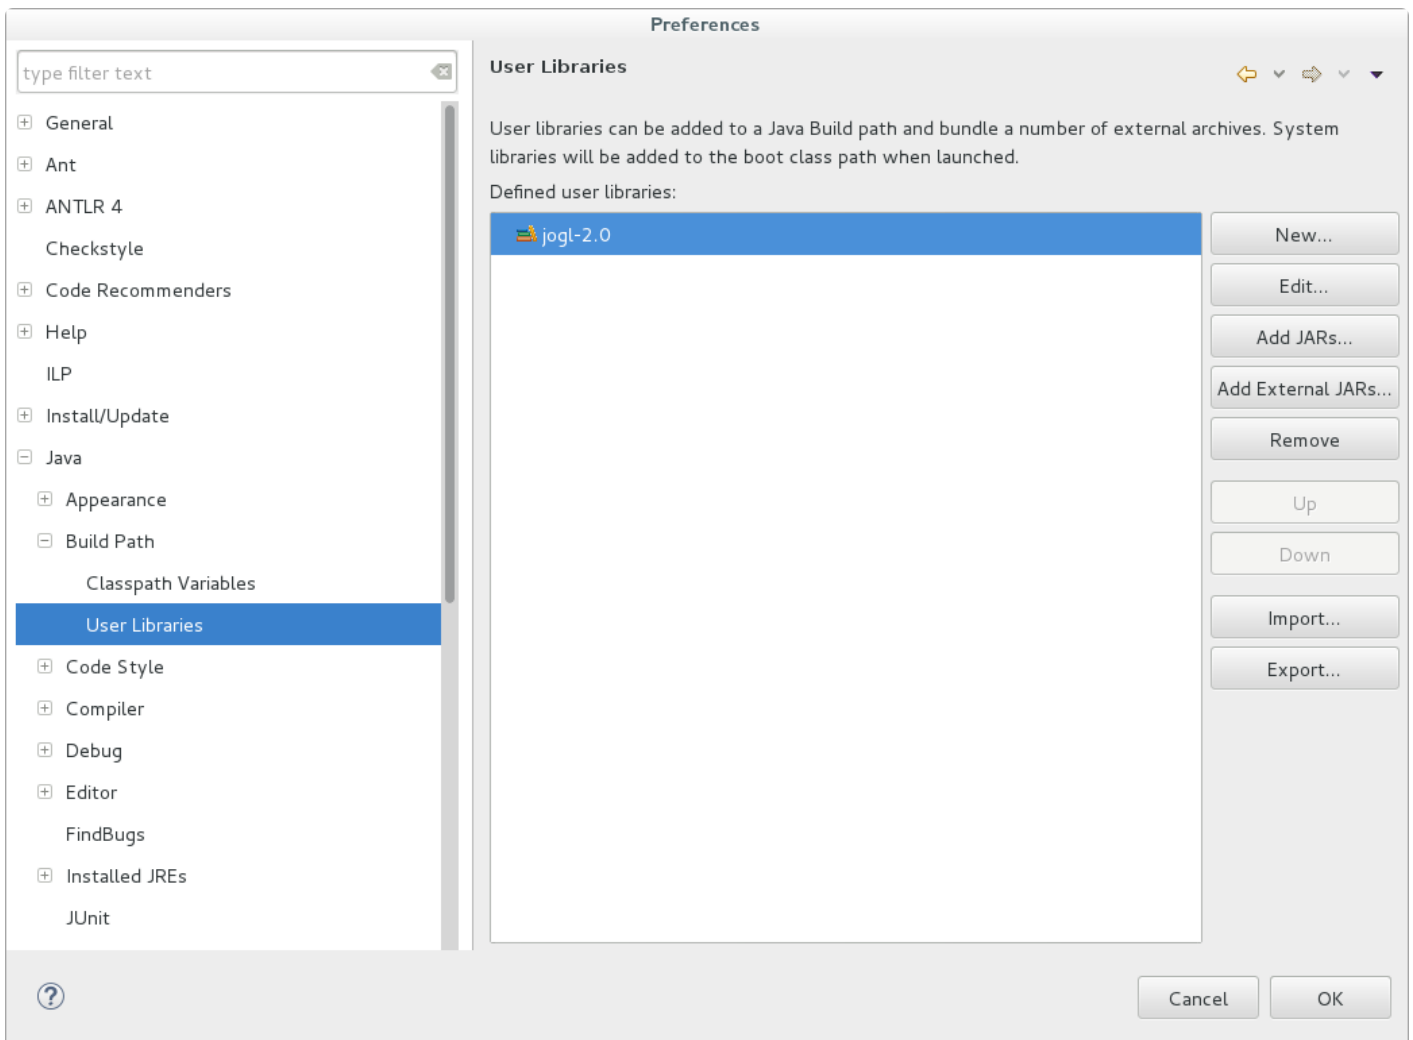 Preferences
type filter text
General
Ant
ANTLR 4
Checkstyle
Code Recommenders
Help
ILP
Install/Update
Java
Appearance
Build Path
Classpath Variables
User Libraries
Code Style
Compiler
Debug
Editor
FindBugs
Installed JREs
JUnit
User Libraries
User libraries can be added to a Java Build path and bundle a number of external archives. System
libraries will be added to the boot class path when launched.
Defined user libraries:
jogl-2.0
New...
Edit...
Add JARs...
Add External JARs...
Remove
Up
Down
Import...
Export...
?
Cancel
OK